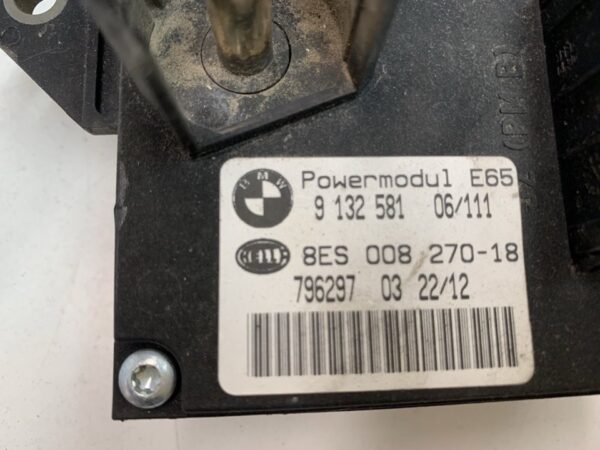 BMW
Powermodul E65
9 132 581 06/111
HELLA
8ES 008 270-18
796297 03 22/12